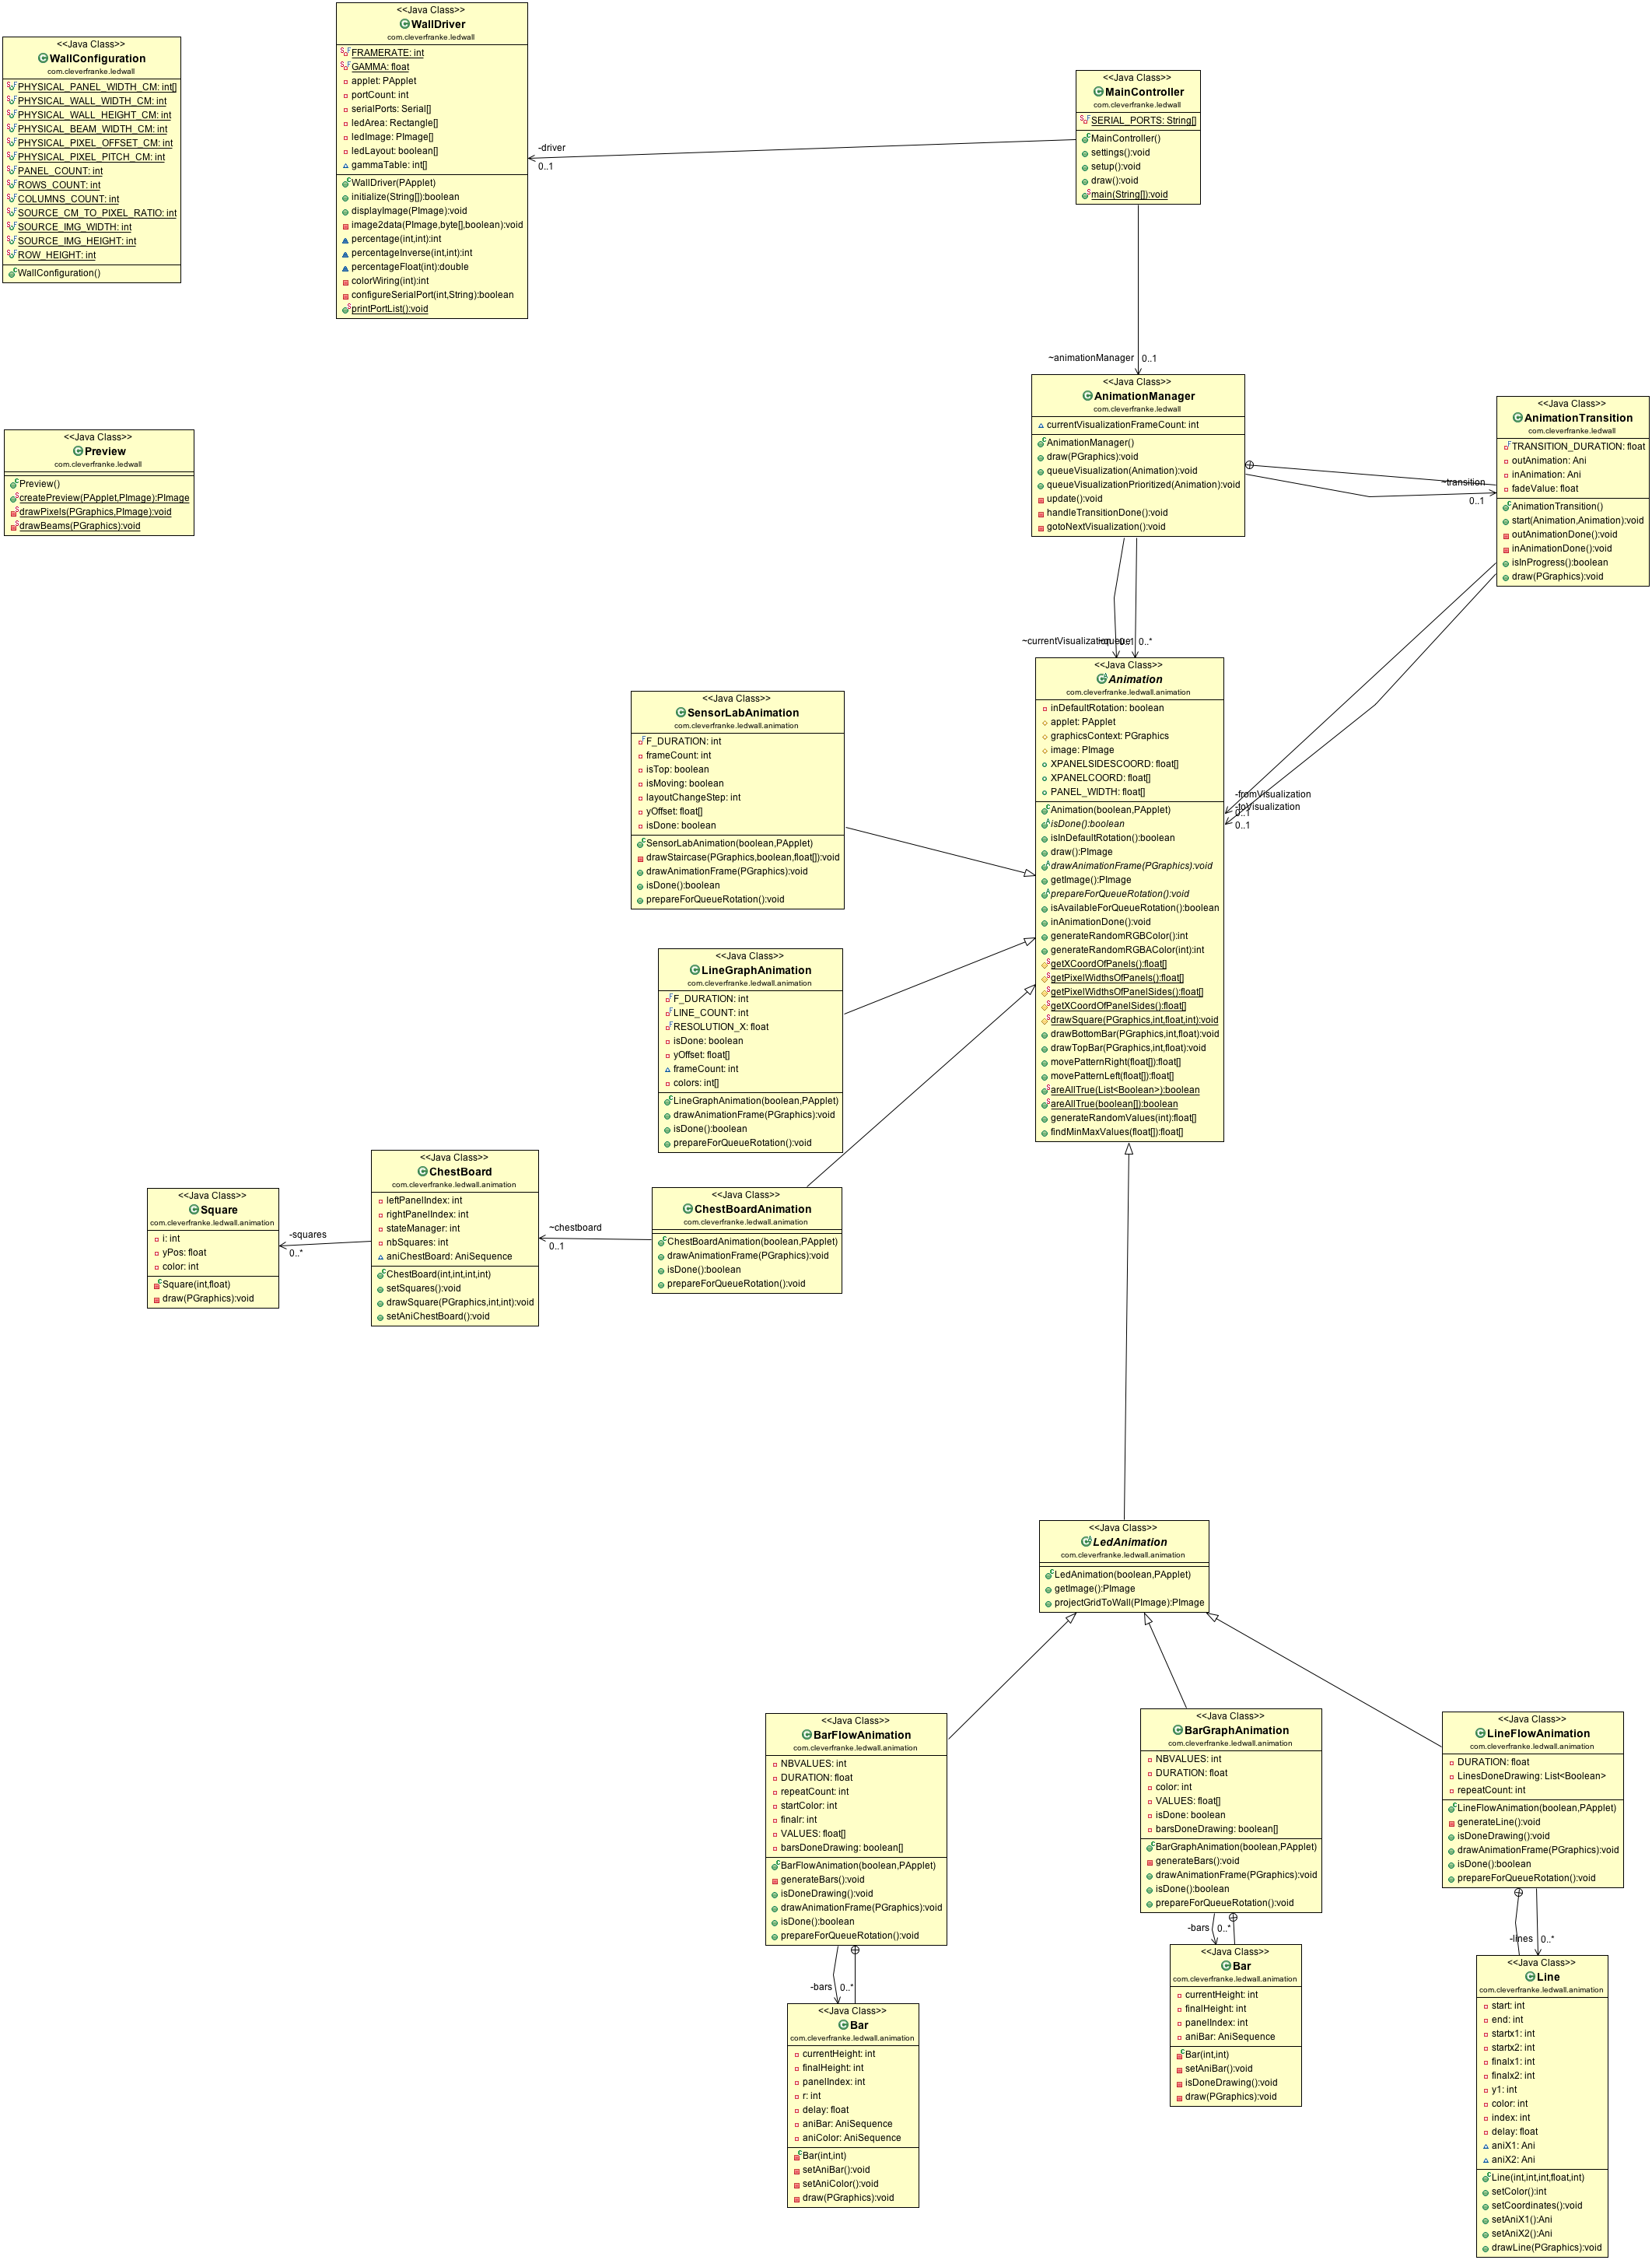 <<Java Class>>
WallConfiguration
com.cleverfranke.ledwall
PHYSICAL_PANEL_WIDTH_CM: int[]
PHYSICAL_WALL_WIDTH_CM: int
PHYSICAL_WALL_HEIGHT_CM: int
PHYSICAL_BEAM_WIDTH_CM: int
PHYSICAL_PIXEL_OFFSET_CM: int
PHYSICAL_PIXEL_PITCH_CM: int
PANEL_COUNT: int
ROWS_COUNT: int
COLUMNS_COUNT: int
SOURCE_CM_TO_PIXEL_RATIO: int
SOURCE_IMG_WIDTH: int
SOURCE_IMG_HEIGHT: int
ROW_HEIGHT: int
WallConfiguration()
<<Java Class>>
WallDriver
com.cleverfranke.ledwall
FRAMERATE: int
GAMMA: float
applet: PApplet
portCount: int
serialPorts: Serial[]
ledArea: Rectangle[]
ledImage: PImage[]
ledLayout: boolean[]
gammaTable: int[]
WallDriver(PApplet)
initialize(String[]):boolean
displayImage(PImage):void
image2data(PImage,byte[],boolean):void
percentage(int,int):int
percentageInverse(int,int):int
percentageFloat(int):double
colorWiring(int):int
configureSerialPort(int,String):boolean
printPortList():void
-driver
0..1
<<Java Class>>
MainController
com.cleverfranke.ledwall
SERIAL_PORTS: String[]
MainController()
settings():void
setup():void
draw():void
main(String[]):void
~animationManager
0..1
<<Java Class>>
Preview
com.cleverfranke.ledwall
Preview()
createPreview(PApplet,PImage):PImage
drawPixels(PGraphics,PImage):void
drawBeams(PGraphics):void
<<Java Class>>
AnimationManager
com.cleverfranke.ledwall
currentVisualizationFrameCount: int
AnimationManager()
draw(PGraphics):void
queueVisualization(Animation):void
queueVisualizationPrioritized(Animation):void
update():void
handleTransitionDone():void
gotoNextVisualization():void
~transition
0..1
<<Java Class>>
AnimationTransition
com.cleverfranke.ledwall
TRANSITION_DURATION: float
outAnimation: Ani
inAnimation: Ani
fadeValue: float
AnimationTransition()
start(Animation,Animation):void
outAnimationDone():void
inAnimationDone():void
isInProgress():boolean
draw(PGraphics):void
~currentVisualization
~queue
0..1
0..*
<<Java Class>>
Animation
com.cleverfranke.ledwall.animation
inDefaultRotation: boolean
applet: PApplet
graphicsContext: PGraphics
image: PImage
XPANELSIDESCOORD: float[]
XPANELCOORD: float[]
PANEL_WIDTH: float[]
Animation(boolean,PApplet)
isDone():boolean
isInDefaultRotation():boolean
draw():PImage
drawAnimationFrame(PGraphics):void
getImage():PImage
prepareForQueueRotation():void
isAvailableForQueueRotation():boolean
inAnimationDone():void
generateRandomRGBColor():int
generateRandomRGBAColor(int):int
getXCoordOfPanels():float[]
getPixelWidthsOfPanels():float[]
getPixelWidthsOfPanelSides():float[]
getXCoordOfPanelSides():float[]
drawSquare(PGraphics,int,float,int):void
drawBottomBar(PGraphics,int,float):void
drawTopBar(PGraphics,int,float):void
movePatternRight(float[]):float[]
movePatternLeft(float[]):float[]
areAllTrue(List<Boolean>):boolean
areAllTrue(boolean[]):boolean
generateRandomValues(int):float[]
findMinMaxValues(float[]):float[]
-fromVisualization
-toVisualization
0..1
0..1
<<Java Class>>
SensorLabAnimation
com.cleverfranke.ledwall.animation
F_DURATION: int
frameCount: int
isTop: boolean
isMoving: boolean
layoutChangeStep: int
yOffset: float[]
isDone: boolean
SensorLabAnimation(boolean,PApplet)
drawStaircase(PGraphics,boolean,float[]):void
drawAnimationFrame(PGraphics):void
isDone():boolean
prepareForQueueRotation():void
<<Java Class>>
LineGraphAnimation
com.cleverfranke.ledwall.animation
F_DURATION: int
LINE_COUNT: int
RESOLUTION_X: float
isDone: boolean
yOffset: float[]
frameCount: int
colors: int[]
LineGraphAnimation(boolean,PApplet)
drawAnimationFrame(PGraphics):void
isDone():boolean
prepareForQueueRotation():void
<<Java Class>>
Square
com.cleverfranke.ledwall.animation
i: int
yPos: float
color: int
Square(int,float)
draw(PGraphics):void
-squares
0..*
<<Java Class>>
ChestBoard
com.cleverfranke.ledwall.animation
leftPanelIndex: int
rightPanelIndex: int
stateManager: int
nbSquares: int
aniChestBoard: AniSequence
ChestBoard(int,int,int,int)
setSquares():void
drawSquare(PGraphics,int,int):void
setAniChestBoard():void
~chestboard
0..1
<<Java Class>>
ChestBoardAnimation
com.cleverfranke.ledwall.animation
ChestBoardAnimation(boolean,PApplet)
drawAnimationFrame(PGraphics):void
isDone():boolean
prepareForQueueRotation():void
<<Java Class>>
LedAnimation
com.cleverfranke.ledwall.animation
LedAnimation(boolean,PApplet)
getImage():PImage
projectGridToWall(PImage):PImage
<<Java Class>>
BarFlowAnimation
com.cleverfranke.ledwall.animation
NBVALUES: int
DURATION: float
repeatCount: int
startColor: int
finalr: int
VALUES: float[]
barsDoneDrawing: boolean[]
BarFlowAnimation(boolean,PApplet)
generateBars():void
isDoneDrawing():void
drawAnimationFrame(PGraphics):void
isDone():boolean
prepareForQueueRotation():void
-bars
0..*
<<Java Class>>
Bar
com.cleverfranke.ledwall.animation
currentHeight: int
finalHeight: int
panelIndex: int
r: int
delay: float
aniBar: AniSequence
aniColor: AniSequence
Bar(int,int)
setAniBar():void
setAniColor():void
draw(PGraphics):void
<<Java Class>>
BarGraphAnimation
com.cleverfranke.ledwall.animation
NBVALUES: int
DURATION: float
color: int
VALUES: float[]
isDone: boolean
barsDoneDrawing: boolean[]
BarGraphAnimation(boolean,PApplet)
generateBars():void
drawAnimationFrame(PGraphics):void
isDone():boolean
prepareForQueueRotation():void
-bars
0..*
<<Java Class>>
Bar
com.cleverfranke.ledwall.animation
currentHeight: int
finalHeight: int
panelIndex: int
aniBar: AniSequence
Bar(int,int)
setAniBar():void
isDoneDrawing():void
draw(PGraphics):void
<<Java Class>>
LineFlowAnimation
com.cleverfranke.ledwall.animation
DURATION: float
LinesDoneDrawing: List<Boolean>
repeatCount: int
LineFlowAnimation(boolean,PApplet)
generateLine():void
isDoneDrawing():void
drawAnimationFrame(PGraphics):void
isDone():boolean
prepareForQueueRotation():void
-lines
0..*
<<Java Class>>
Line
com.cleverfranke.ledwall.animation
start: int
end: int
startx1: int
startx2: int
finalx1: int
finalx2: int
y1: int
color: int
index: int
delay: float
aniX1: Ani
aniX2: Ani
Line(int,int,int,float,int)
setColor():int
setCoordinates():void
setAniX1():Ani
setAniX2():Ani
drawLine(PGraphics):void